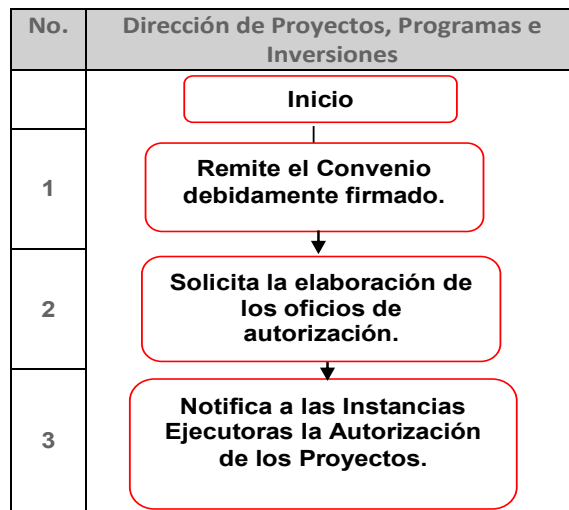 No.
Dirección de Proyectos, Programas e
Inversiones
Inicio
1
Remite el Convenio
debidamente firmado.
2
Solicita la elaboración de
los oficios de
autorización.
3
Notifica a las Instancias
Ejecutoras la Autorización
de los Proyectos.